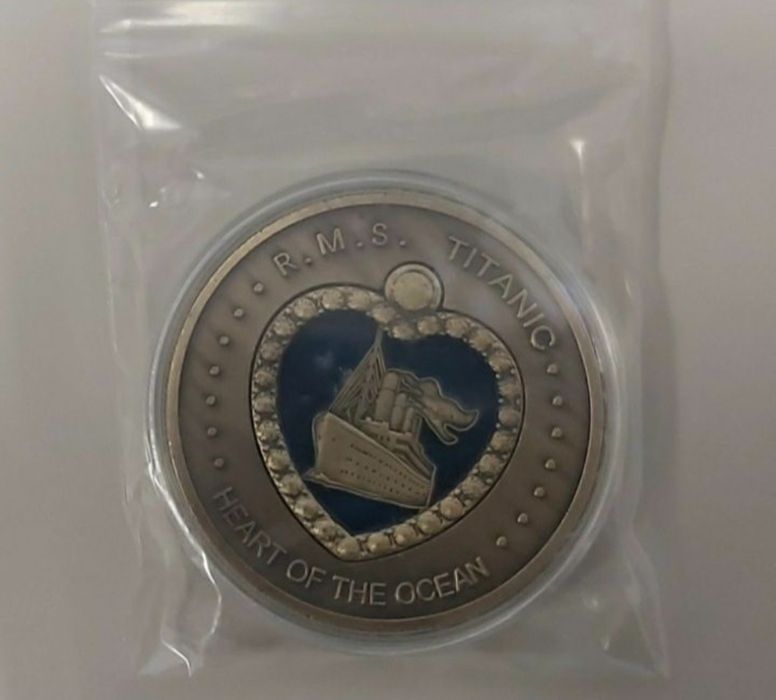 R.M.S. TITANIC
HEART OF THE OCEAN